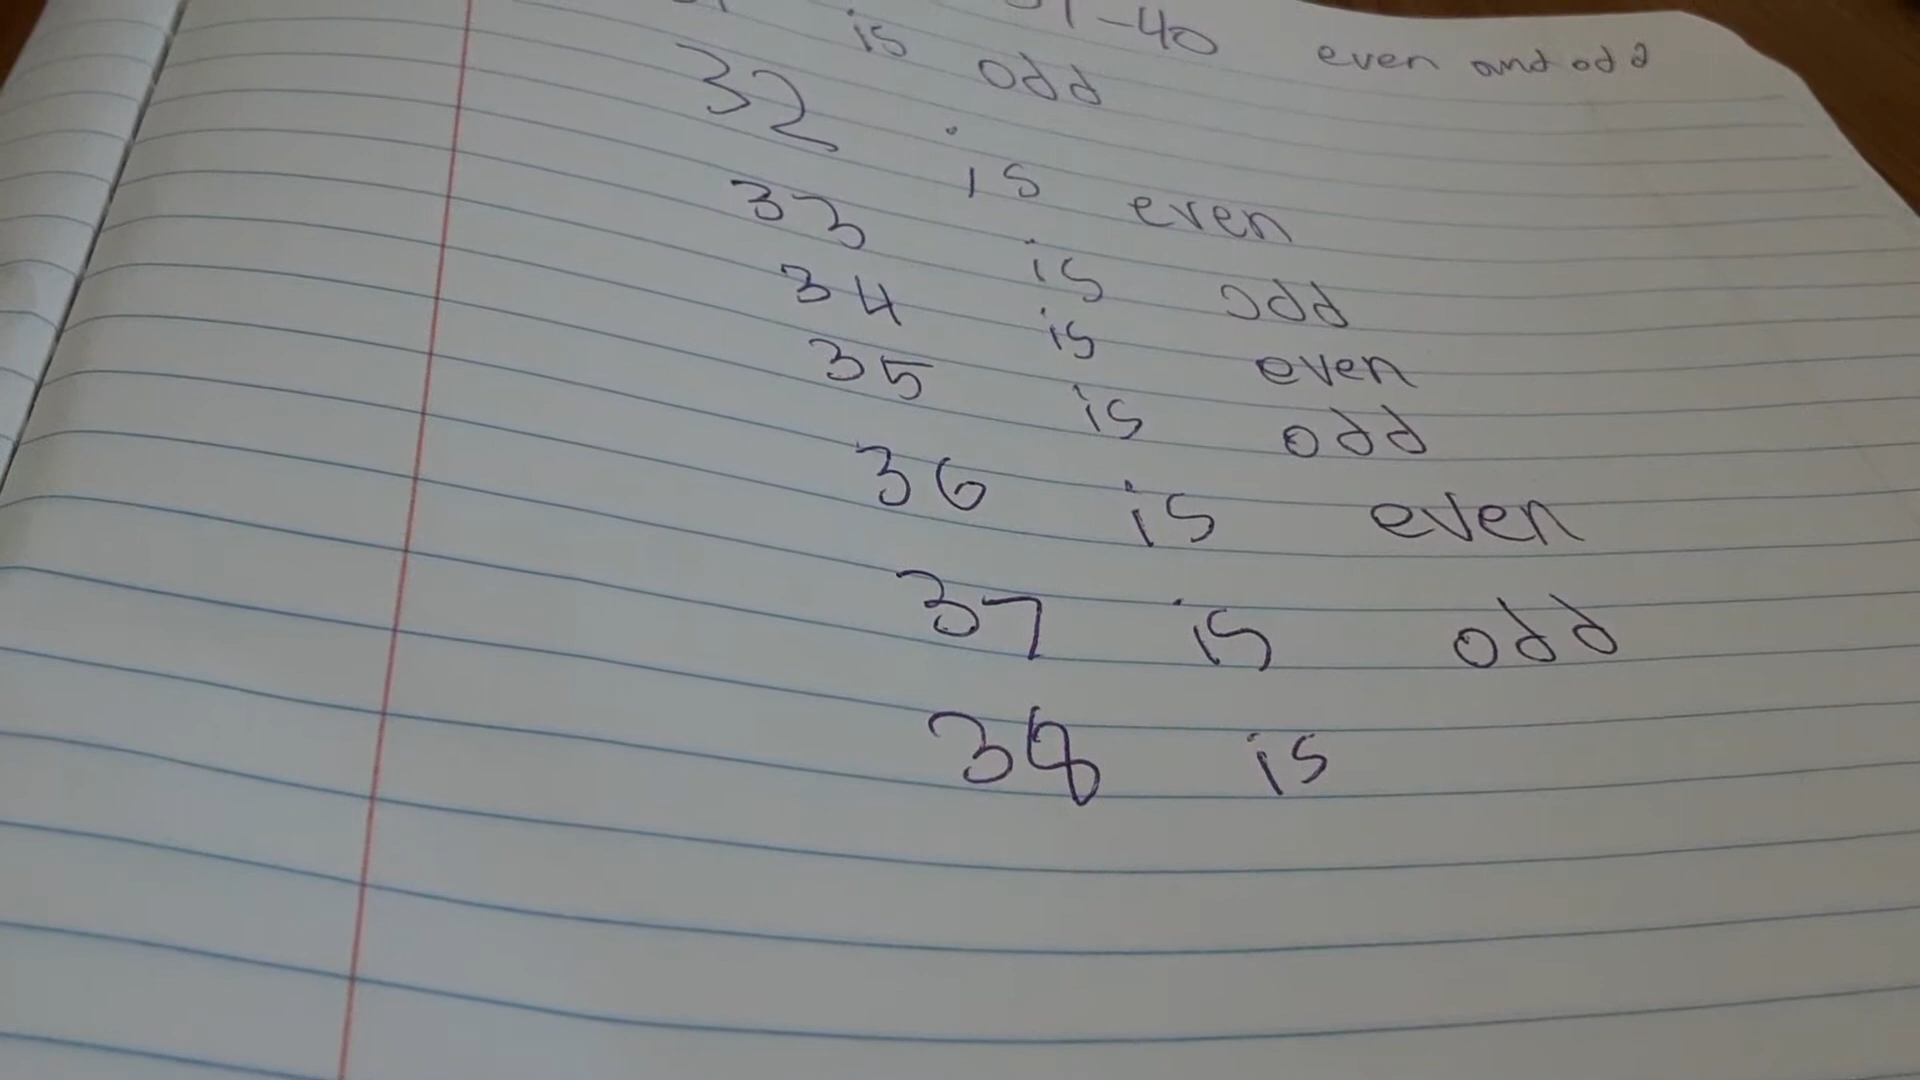 -40 even and odd
is odd
32 is even
33 is odd
34 is even
35 is odd
36 is even
37 is odd
38 is